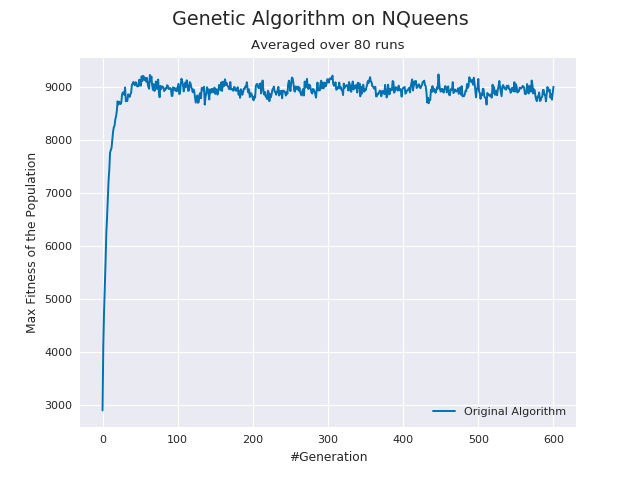 Genetic Algorithm on NQueens
Averaged over 80 runs
9000
8000
7000
6000
5000
4000
3000
Max Fitness of the Population
Original Algorithm
0 100 200 300 400 500 600
#Generation